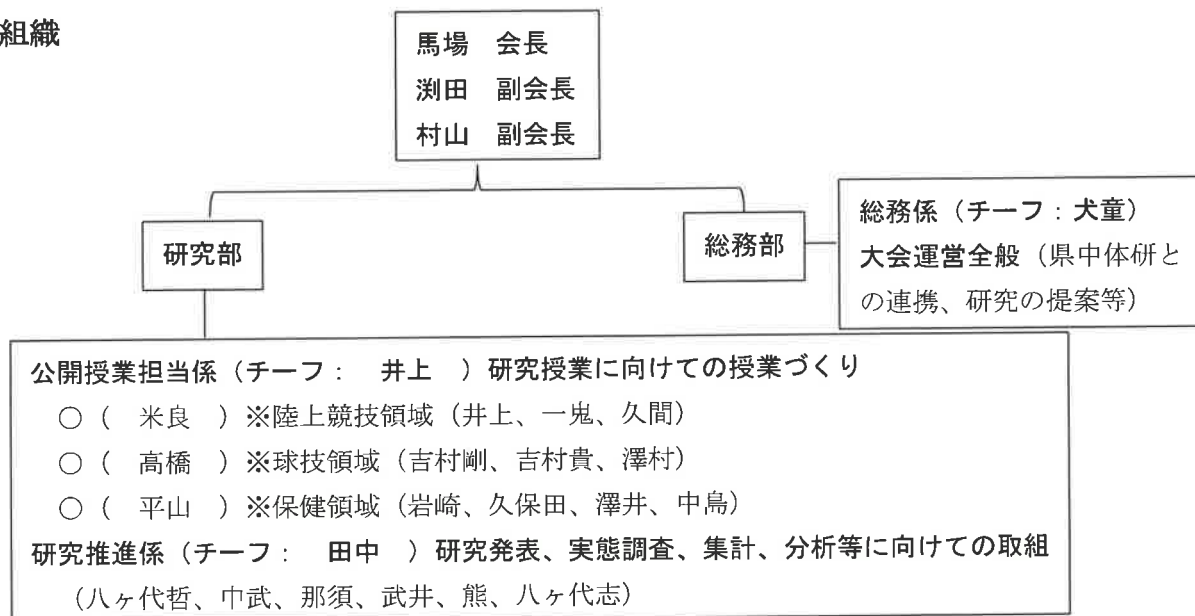 組織
馬場　会長
渕田　副会長
村山　副会長
研究部
総務部
総務係（チーフ：犬童）
大会運営全般（県中体研と
の連携、研究の提案等）
公開授業担当係（チーフ：　井上　）研究授業に向けての授業づくり
○（　米良　）※陸上競技領域（井上、一鬼、久間）
○（　高橋　）※球技領域（吉村剛、吉村貴、澤村）
○（　平山　）※保健領域（岩崎、久保田、澤井、中島）
研究推進係（チーフ：　田中　）研究発表、実態調査、集計、分析等に向けての取組
（八ヶ代哲、中武、那須、武井、熊、八ヶ代志）